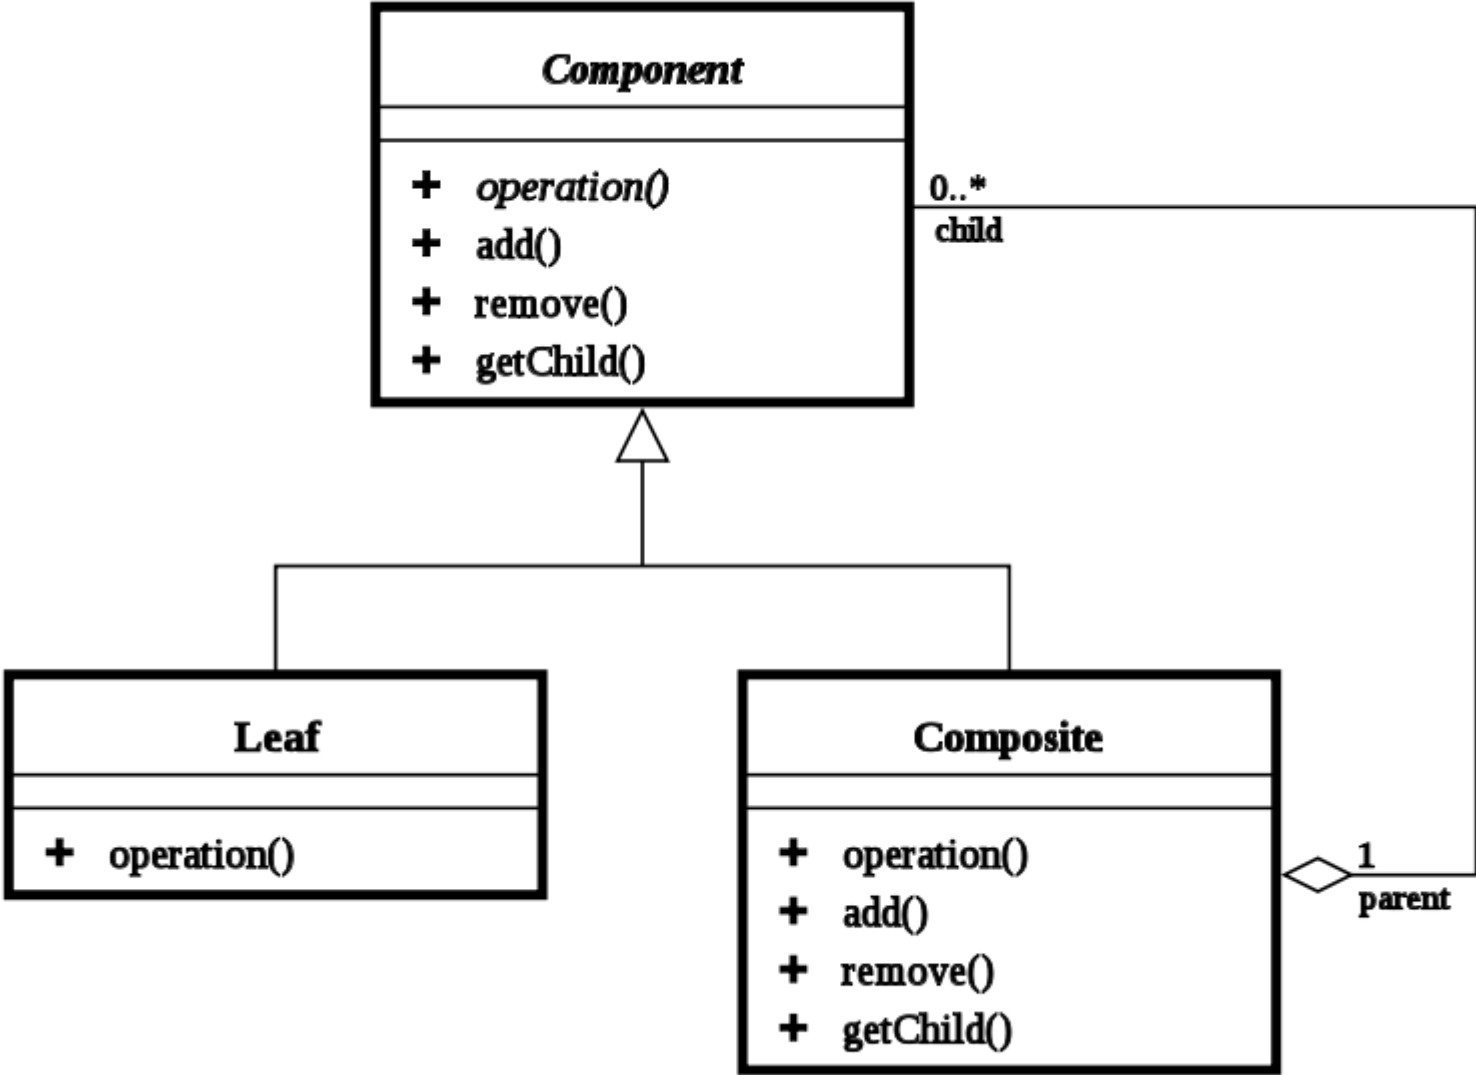 Component
+ operation()
+ add()
+ remove()
+ getChild()
0..*
child
Leaf
+ operation()
Composite
+ operation()
+ add()
+ remove()
+ getChild()
1
parent